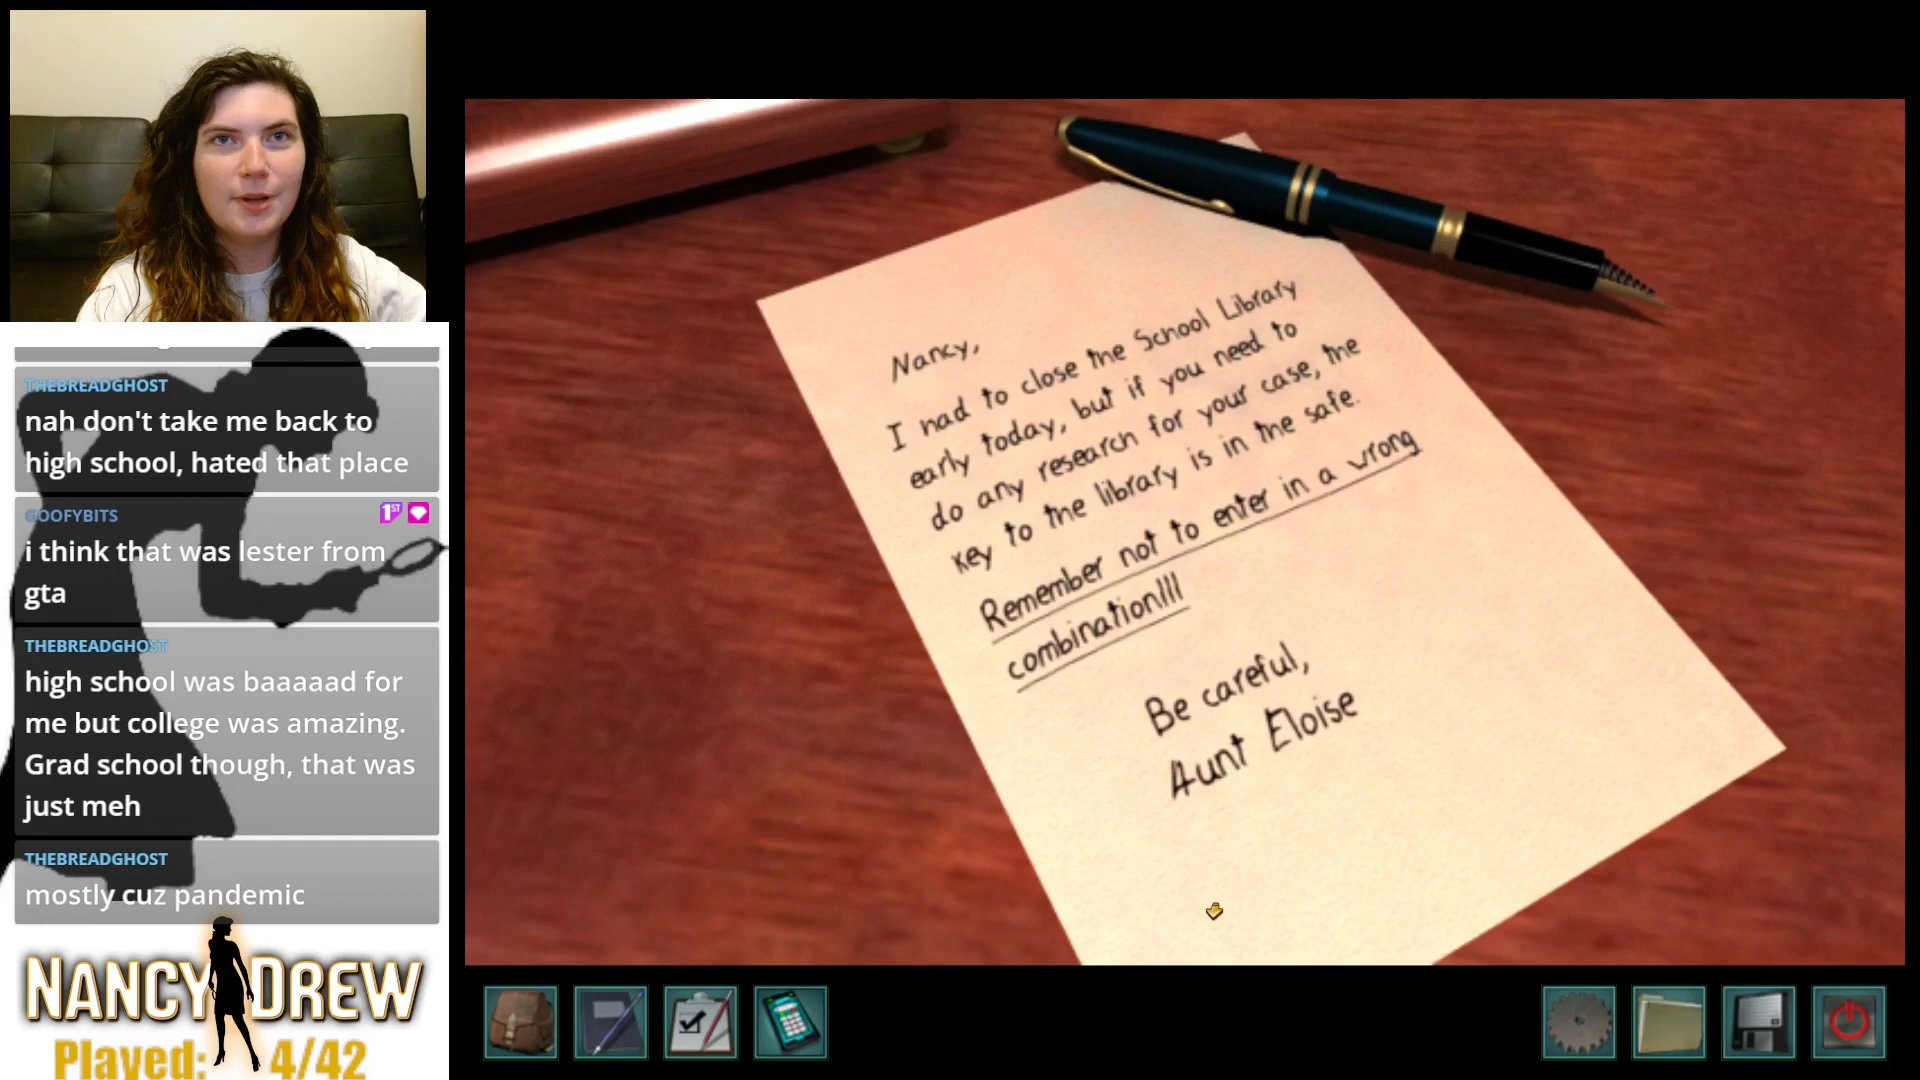 THEBREADGHOST
nah don't take me back to
high school, hated that place
GOOFYBITS
1ST
i think that was lester from
gta
THEBREADGHOST
high school was baaaaad for
me but college was amazing.
Grad school though, that was
just meh
THEBREADGHOST
mostly cuz pandemic
NANCY DREW
Played: 4/42
Nancy,
I had to close the School Library
early today, but if you need to
do any research for your case, the
key to the library is in the safe.
Remember not to enter in a wrong
combination!!!
Be careful,
Aunt Eloise